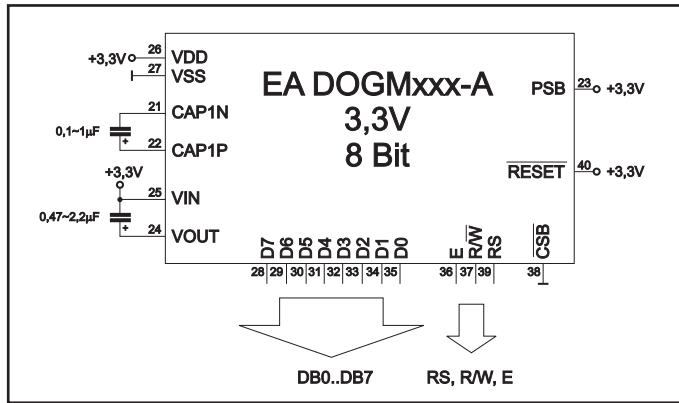 EA DOGMxxx-A
3,3V
8 Bit
+3,3V
26 VDD
27 VSS
21 CAP1N
0,1~1µF
+
22 CAP1P
+3,3V
25 VIN
0,47~2,2µF
+
24 VOUT
PSB 23 +3,3V
RESET 40 +3,3V
D7 D6 D5 D4 D3 D2 D1 D0
28 29 30 31 32 33 34 35
E R/W RS
36 37 39
CSB
38
DB0..DB7
RS, R/W, E